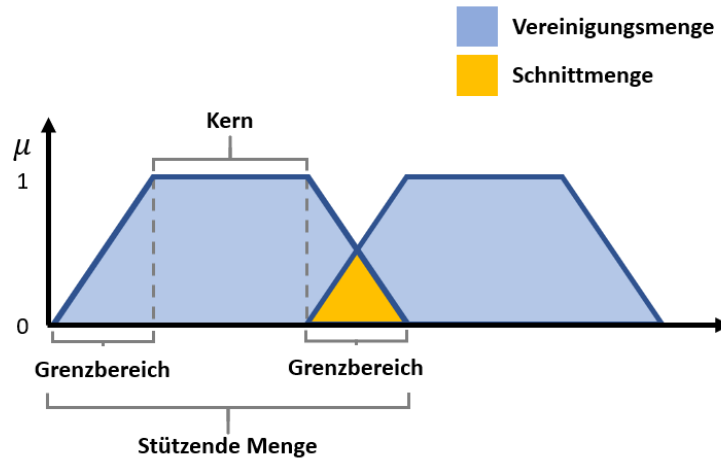 Vereinigungsmenge
Schnittmenge
Kern
μ
1
0
Grenzbereich
Grenzbereich
Stützende Menge